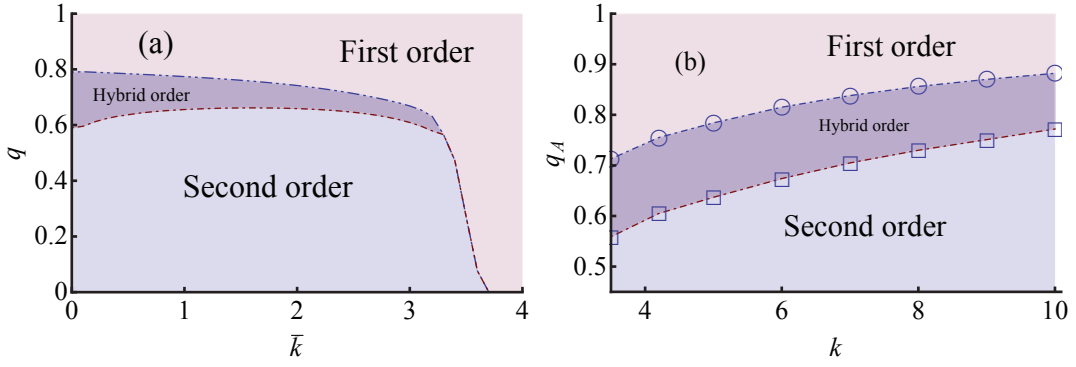 (a)
First order
Hybrid order
Second order
q
1
0.8
0.6
0.4
0.2
0
0 1 2 3 4
k̄
(b)
First order
Hybrid order
Second order
q_A
1
0.9
0.8
0.7
0.6
0.5
4 6 8 10
k